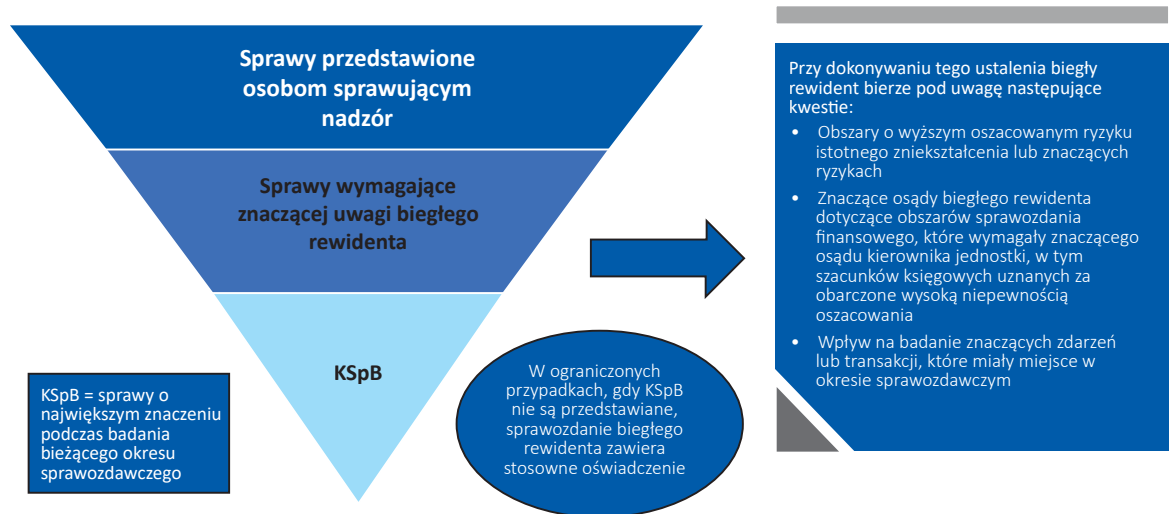 Sprawy przedstawione
osobom sprawującym
nadzór
Sprawy wymagające
znaczącej uwagi biegłego
rewidenta
KSpB
KSpB = sprawy o
największym znaczeniu
podczas badania
bieżącego okresu
sprawozdawczego
W ograniczonych
przypadkach, gdy KSpB
nie są przedstawiane,
sprawozdanie biegłego
rewidenta zawiera
stosowne oświadczenie
Przy dokonywaniu tego ustalenia biegły
rewident bierze pod uwagę następujące
kwestie:
• Obszary o wyższym oszacowanym ryzyku
istotnego zniekształcenia lub znaczących
ryzykach
• Znaczące osądy biegłego rewidenta
dotyczące obszarów sprawozdania
finansowego, które wymagały znaczącego
osądu kierownika jednostki, w tym
szacunków księgowych uznanych za
obarczone wysoką niepewnością
oszacowania
• Wpływ na badanie znaczących zdarzeń
lub transakcji, które miały miejsce w
okresie sprawozdawczym